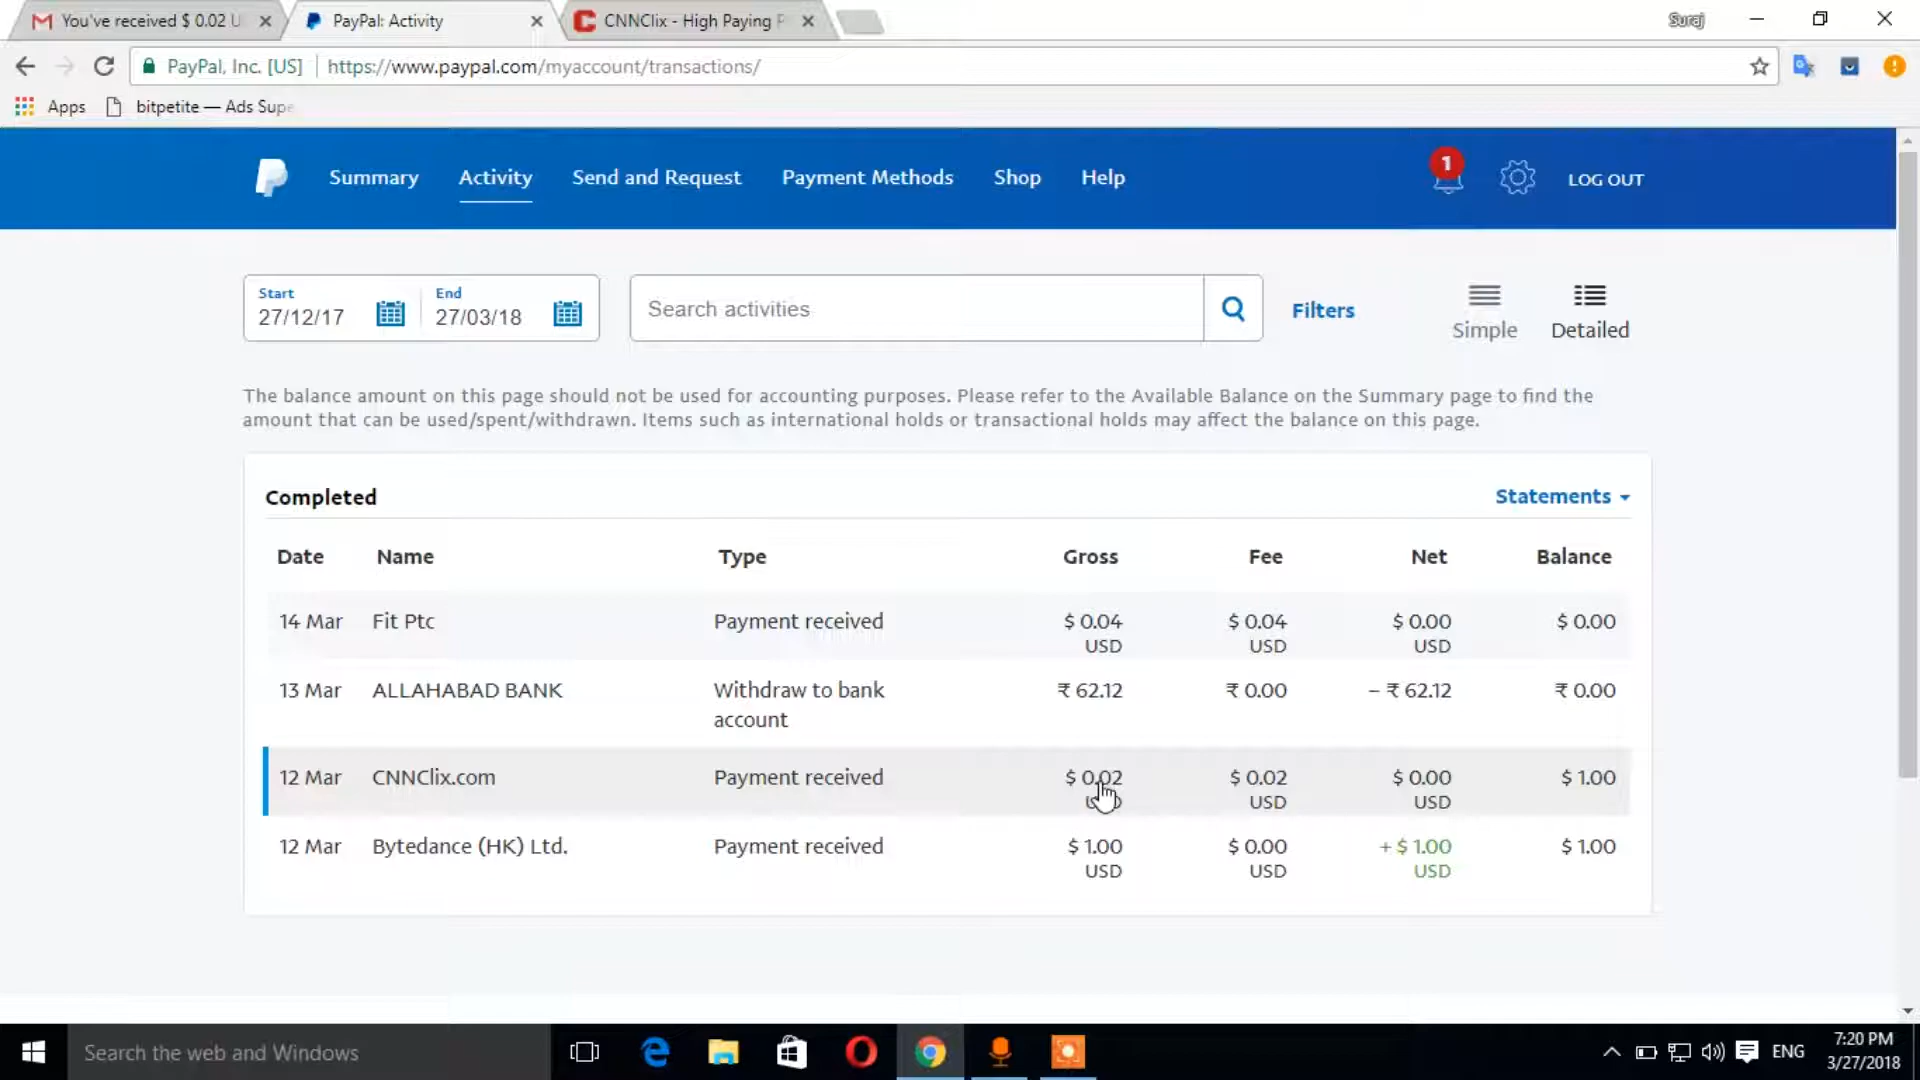 You've received $ 0.02 U
PayPal: Activity
CNNClix - High Paying P
Suraj
PayPal, Inc. [US]
https://www.paypal.com/myaccount/transactions/
Apps
bitpetite — Ads Supe
Summary
Activity
Send and Request
Payment Methods
Shop
Help
1
LOG OUT
Start
27/12/17
End
27/03/18
Search activities
Filters
Simple
Detailed
The balance amount on this page should not be used for accounting purposes. Please refer to the Available Balance on the Summary page to find the
amount that can be used/spent/withdrawn. Items such as international holds or transactional holds may affect the balance on this page.
Completed
Statements
Date Name Type Gross Fee Net Balance
14 Mar Fit Ptc Payment received $ 0.04 $ 0.04 $ 0.00 $ 0.00
USD USD USD
13 Mar ALLAHABAD BANK Withdraw to bank ₹ 62.12 ₹ 0.00 – ₹ 62.12 ₹ 0.00
account
12 Mar CNNClix.com Payment received $ 0.02 $ 0.02 $ 0.00 $ 1.00
USD USD
12 Mar Bytedance (HK) Ltd. Payment received $ 1.00 $ 0.00 + $ 1.00 $ 1.00
USD USD USD
Search the web and Windows
ENG
7:20 PM
3/27/2018